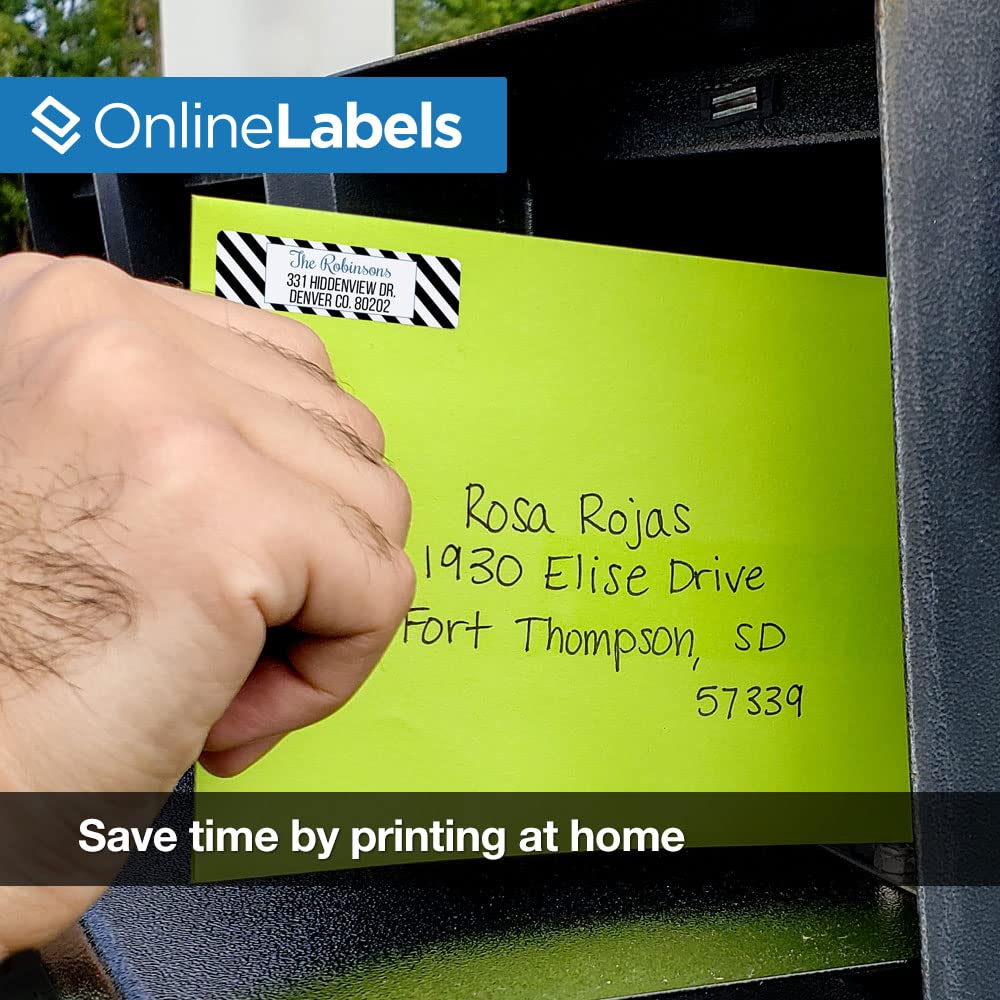 OnlineLabels
The Robinsons
331 HIDDENVIEW DR.
DENVER CO. 80202
Rosa Rojas
1930 Elise Drive
Fort Thompson, SD
57339
Save time by printing at home